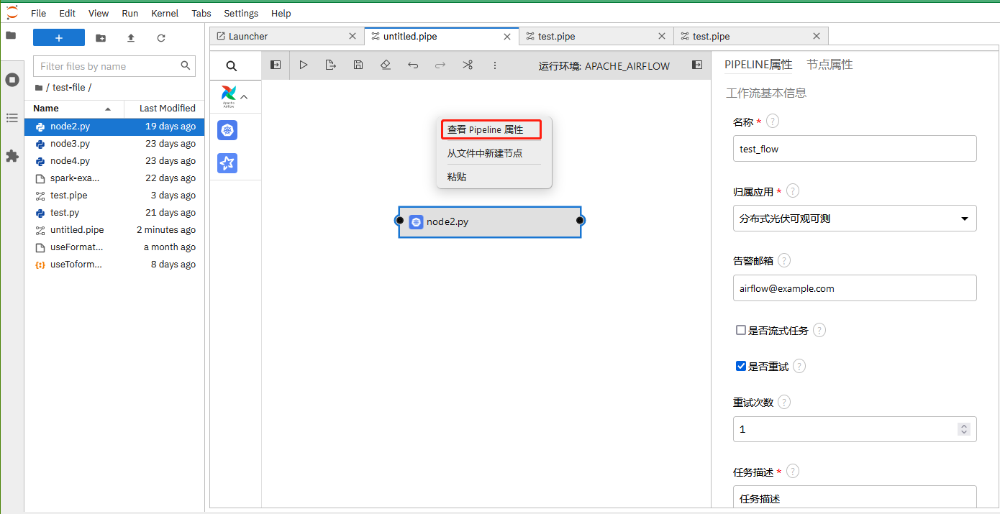 File Edit View Run Kernel Tabs Settings Help
+
Filter files by name
/ test-file /
Name Last Modified
node2.py 19 days ago
node3.py 23 days ago
node4.py 23 days ago
spark-exa... 22 days ago
test.pipe 3 days ago
test.py 21 days ago
untitled.pipe 2 minutes ago
useFormat... a month ago
useToform... 8 days ago
Launcher untitled.pipe test.pipe test.pipe
运行环境: APACHE_AIRFLOW
Apache
Airflow
查看 Pipeline 属性
从文件中新建节点
粘贴
node2.py
PIPELINE属性 节点属性
工作流基本信息
名称 * ?
test_flow
归属应用 * ?
分布式光伏可观可测
告警邮箱 ?
airflow@example.com
是否流式任务 ?
是否重试 ?
重试次数 ?
1
任务描述 * ?
任务描述